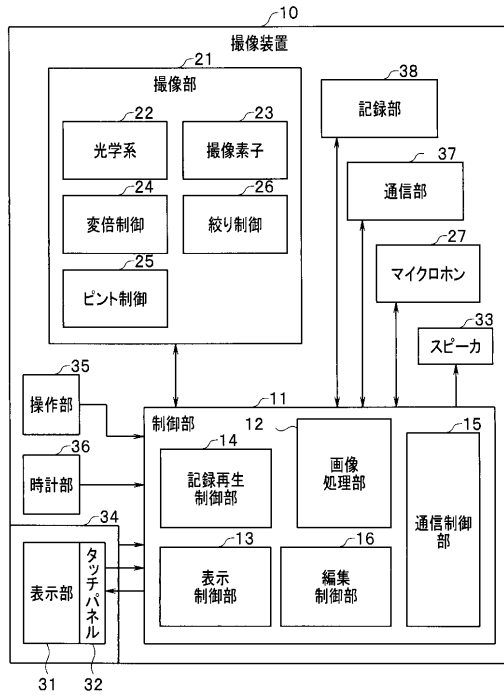 10
撮像装置
21
撮像部
22
光学系
23
撮像素子
24
変倍制御
26
絞り制御
25
ピント制御
38
記録部
37
通信部
27
マイクロホン
33
スピーカ
35
操作部
36
時計部
11
制御部
12
画像
処理部
14
記録再生
制御部
15
通信制御
部
13
表示
制御部
16
編集
制御部
34
表示部
タッチパネル
31
32